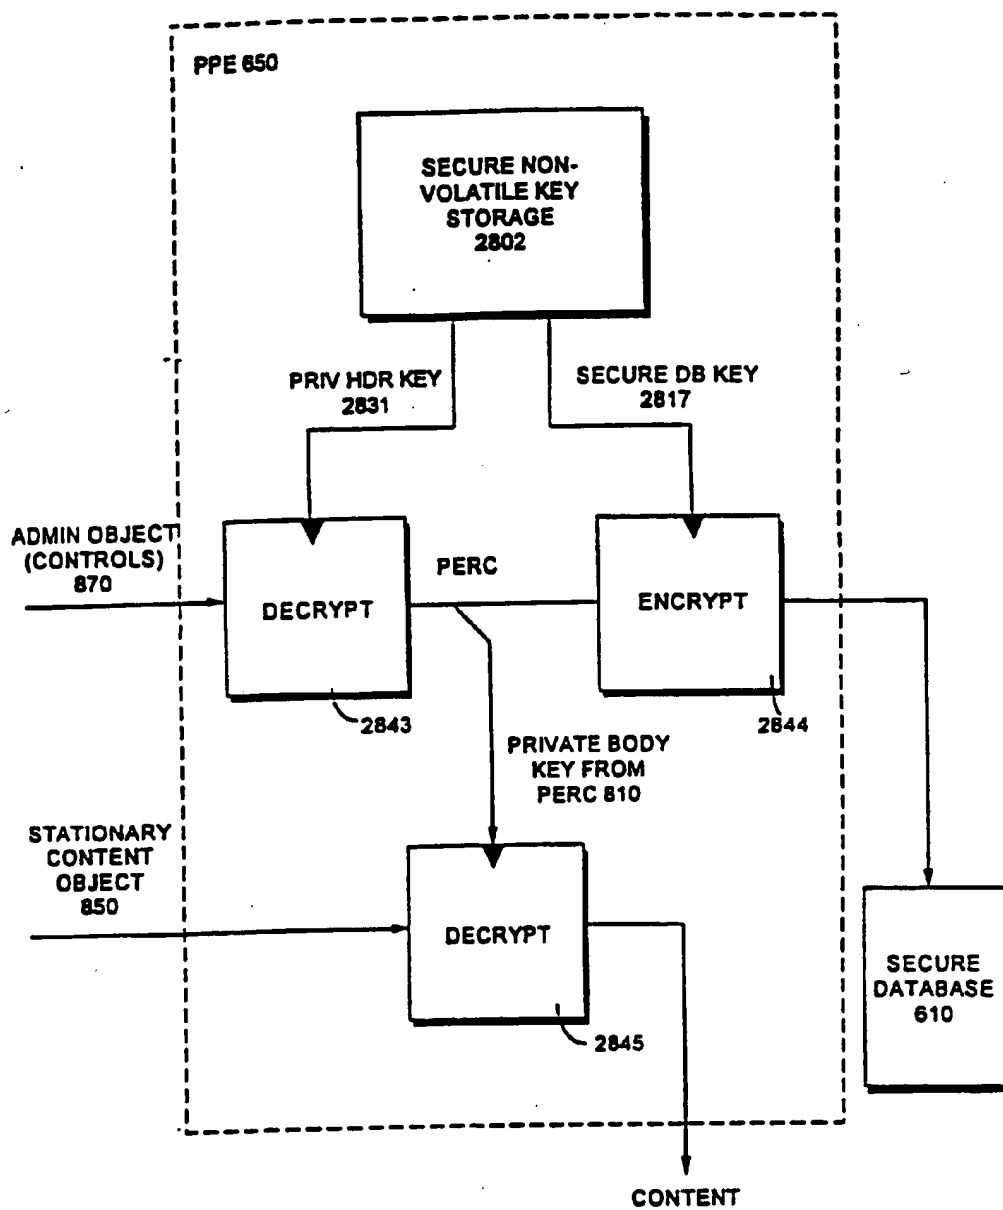 PPE 650
SECURE NON-
VOLATILE KEY
STORAGE
2802
PRIV HDR KEY
2831
SECURE DB KEY
2817
ADMIN OBJECT
(CONTROLS)
870
DECRYPT
PERC
ENCRYPT
2843
2844
PRIVATE BODY
KEY FROM
PERC 810
STATIONARY
CONTENT
OBJECT
850
DECRYPT
2845
SECURE
DATABASE
610
CONTENT